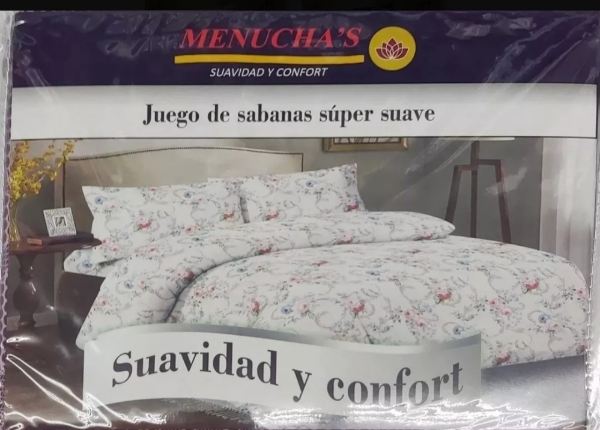 MENUCHA'S
SUAVIDAD Y CONFORT
Juego de sabanas súper suave
Suavidad y confort